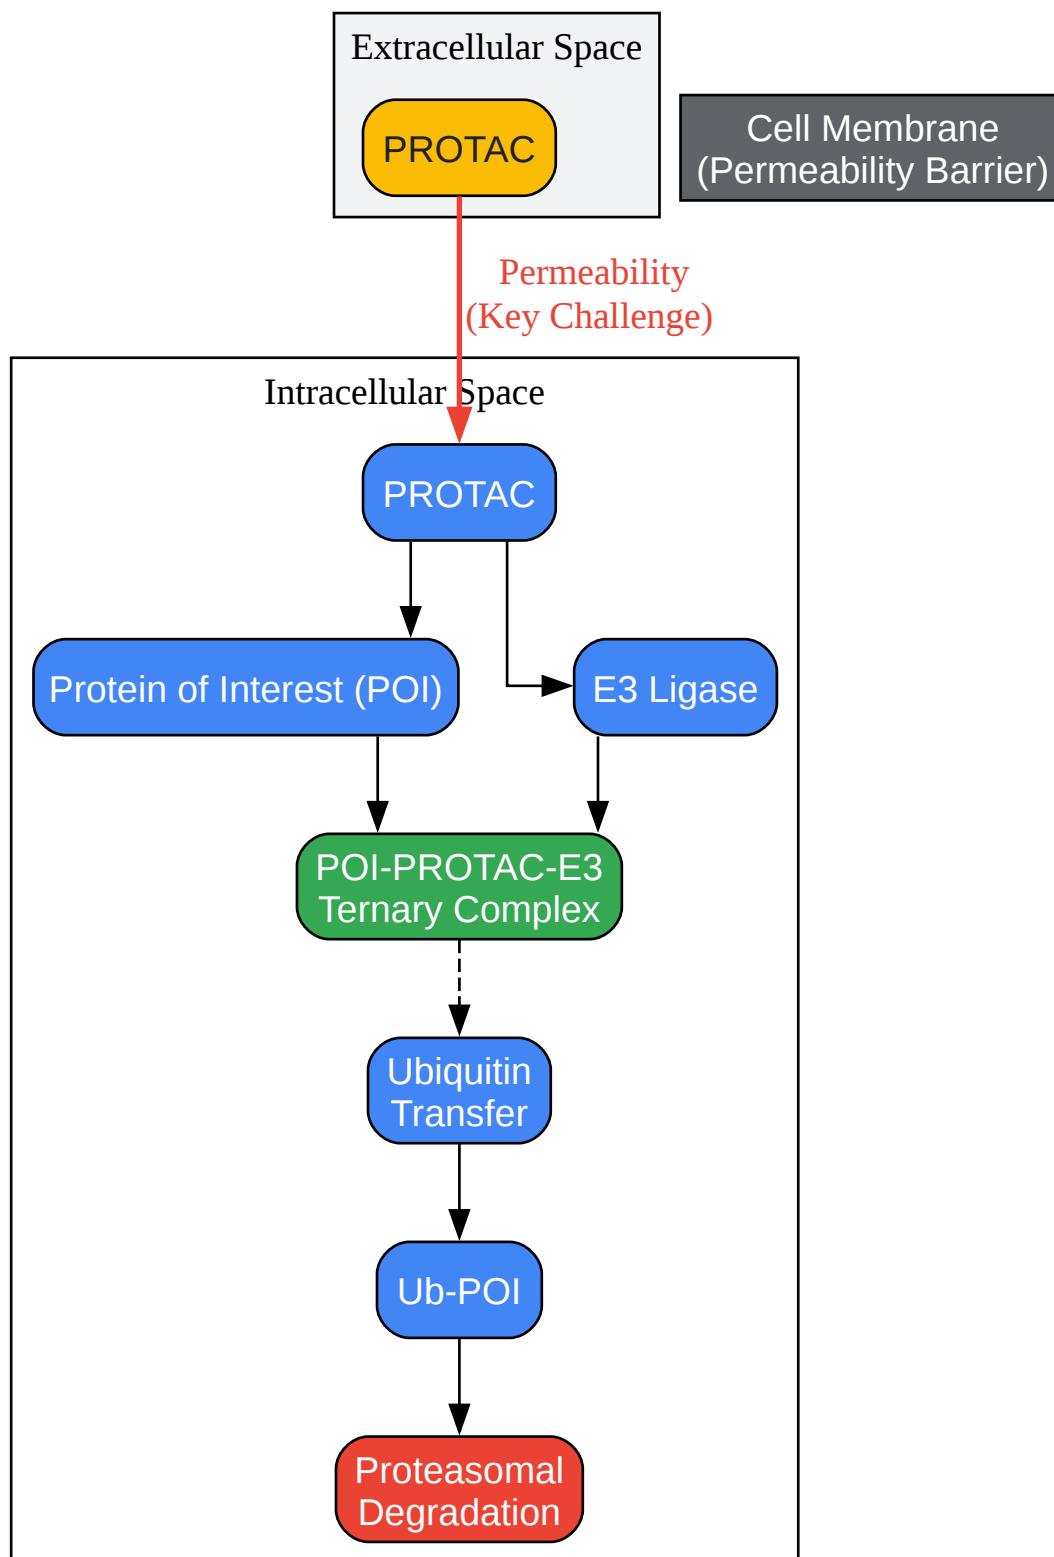 Extracellular Space
PROTAC
Cell Membrane
(Permeability Barrier)
Permeability
(Key Challenge)
Intracellular Space
PROTAC
Protein of Interest (POI)
E3 Ligase
POI-PROTAC-E3
Ternary Complex
Ubiquitin
Transfer
Ub-POI
Proteasomal
Degradation